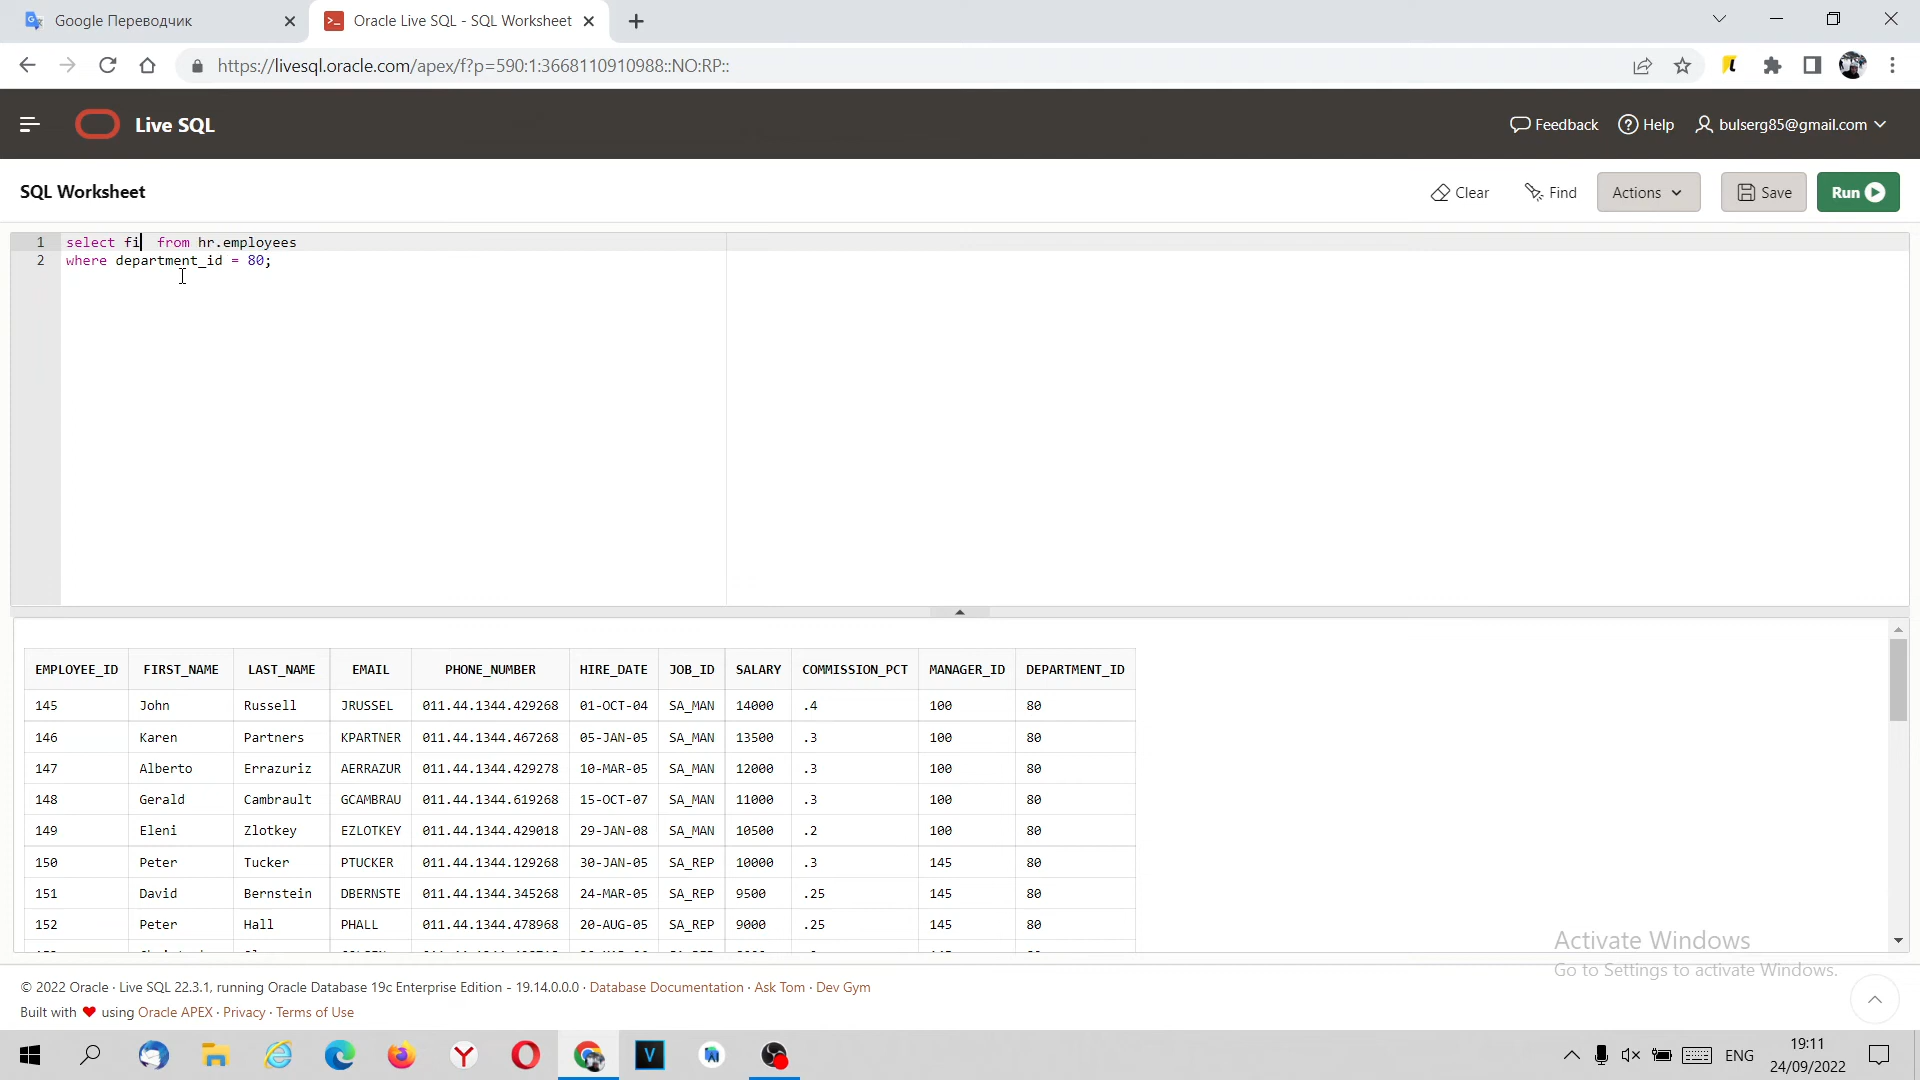 Google Переводчик
Oracle Live SQL - SQL Worksheet
https://livesql.oracle.com/apex/f?p=590:1:3668110910988::NO:RP::
Live SQL
Feedback
Help
bulserg85@gmail.com
SQL Worksheet
Clear
Find
Actions
Save
Run
1 select fi from hr.employees
2 where department_id = 80;
EMPLOYEE_ID FIRST_NAME LAST_NAME EMAIL PHONE_NUMBER HIRE_DATE JOB_ID SALARY COMMISSION_PCT MANAGER_ID DEPARTMENT_ID
145 John Russell JRUSSEL 011.44.1344.429268 01-OCT-04 SA_MAN 14000 .4 100 80
146 Karen Partners KPARTNER 011.44.1344.467268 05-JAN-05 SA_MAN 13500 .3 100 80
147 Alberto Errazuriz AERRAZUR 011.44.1344.429278 10-MAR-05 SA_MAN 12000 .3 100 80
148 Gerald Cambrault GCAMBRAU 011.44.1344.619268 15-OCT-07 SA_MAN 11000 .3 100 80
149 Eleni Zlotkey EZLOTKEY 011.44.1344.429018 29-JAN-08 SA_MAN 10500 .2 100 80
150 Peter Tucker PTUCKER 011.44.1344.129268 30-JAN-05 SA_REP 10000 .3 145 80
151 David Bernstein DBERNSTE 011.44.1344.345268 24-MAR-05 SA_REP 9500 .25 145 80
152 Peter Hall PHALL 011.44.1344.478968 20-AUG-05 SA_REP 9000 .25 145 80
Activate Windows
Go to Settings to activate Windows.
© 2022 Oracle · Live SQL 22.3.1, running Oracle Database 19c Enterprise Edition - 19.14.0.0.0 · Database Documentation · Ask Tom · Dev Gym
Built with ❤ using Oracle APEX · Privacy · Terms of Use
ENG
19:11
24/09/2022